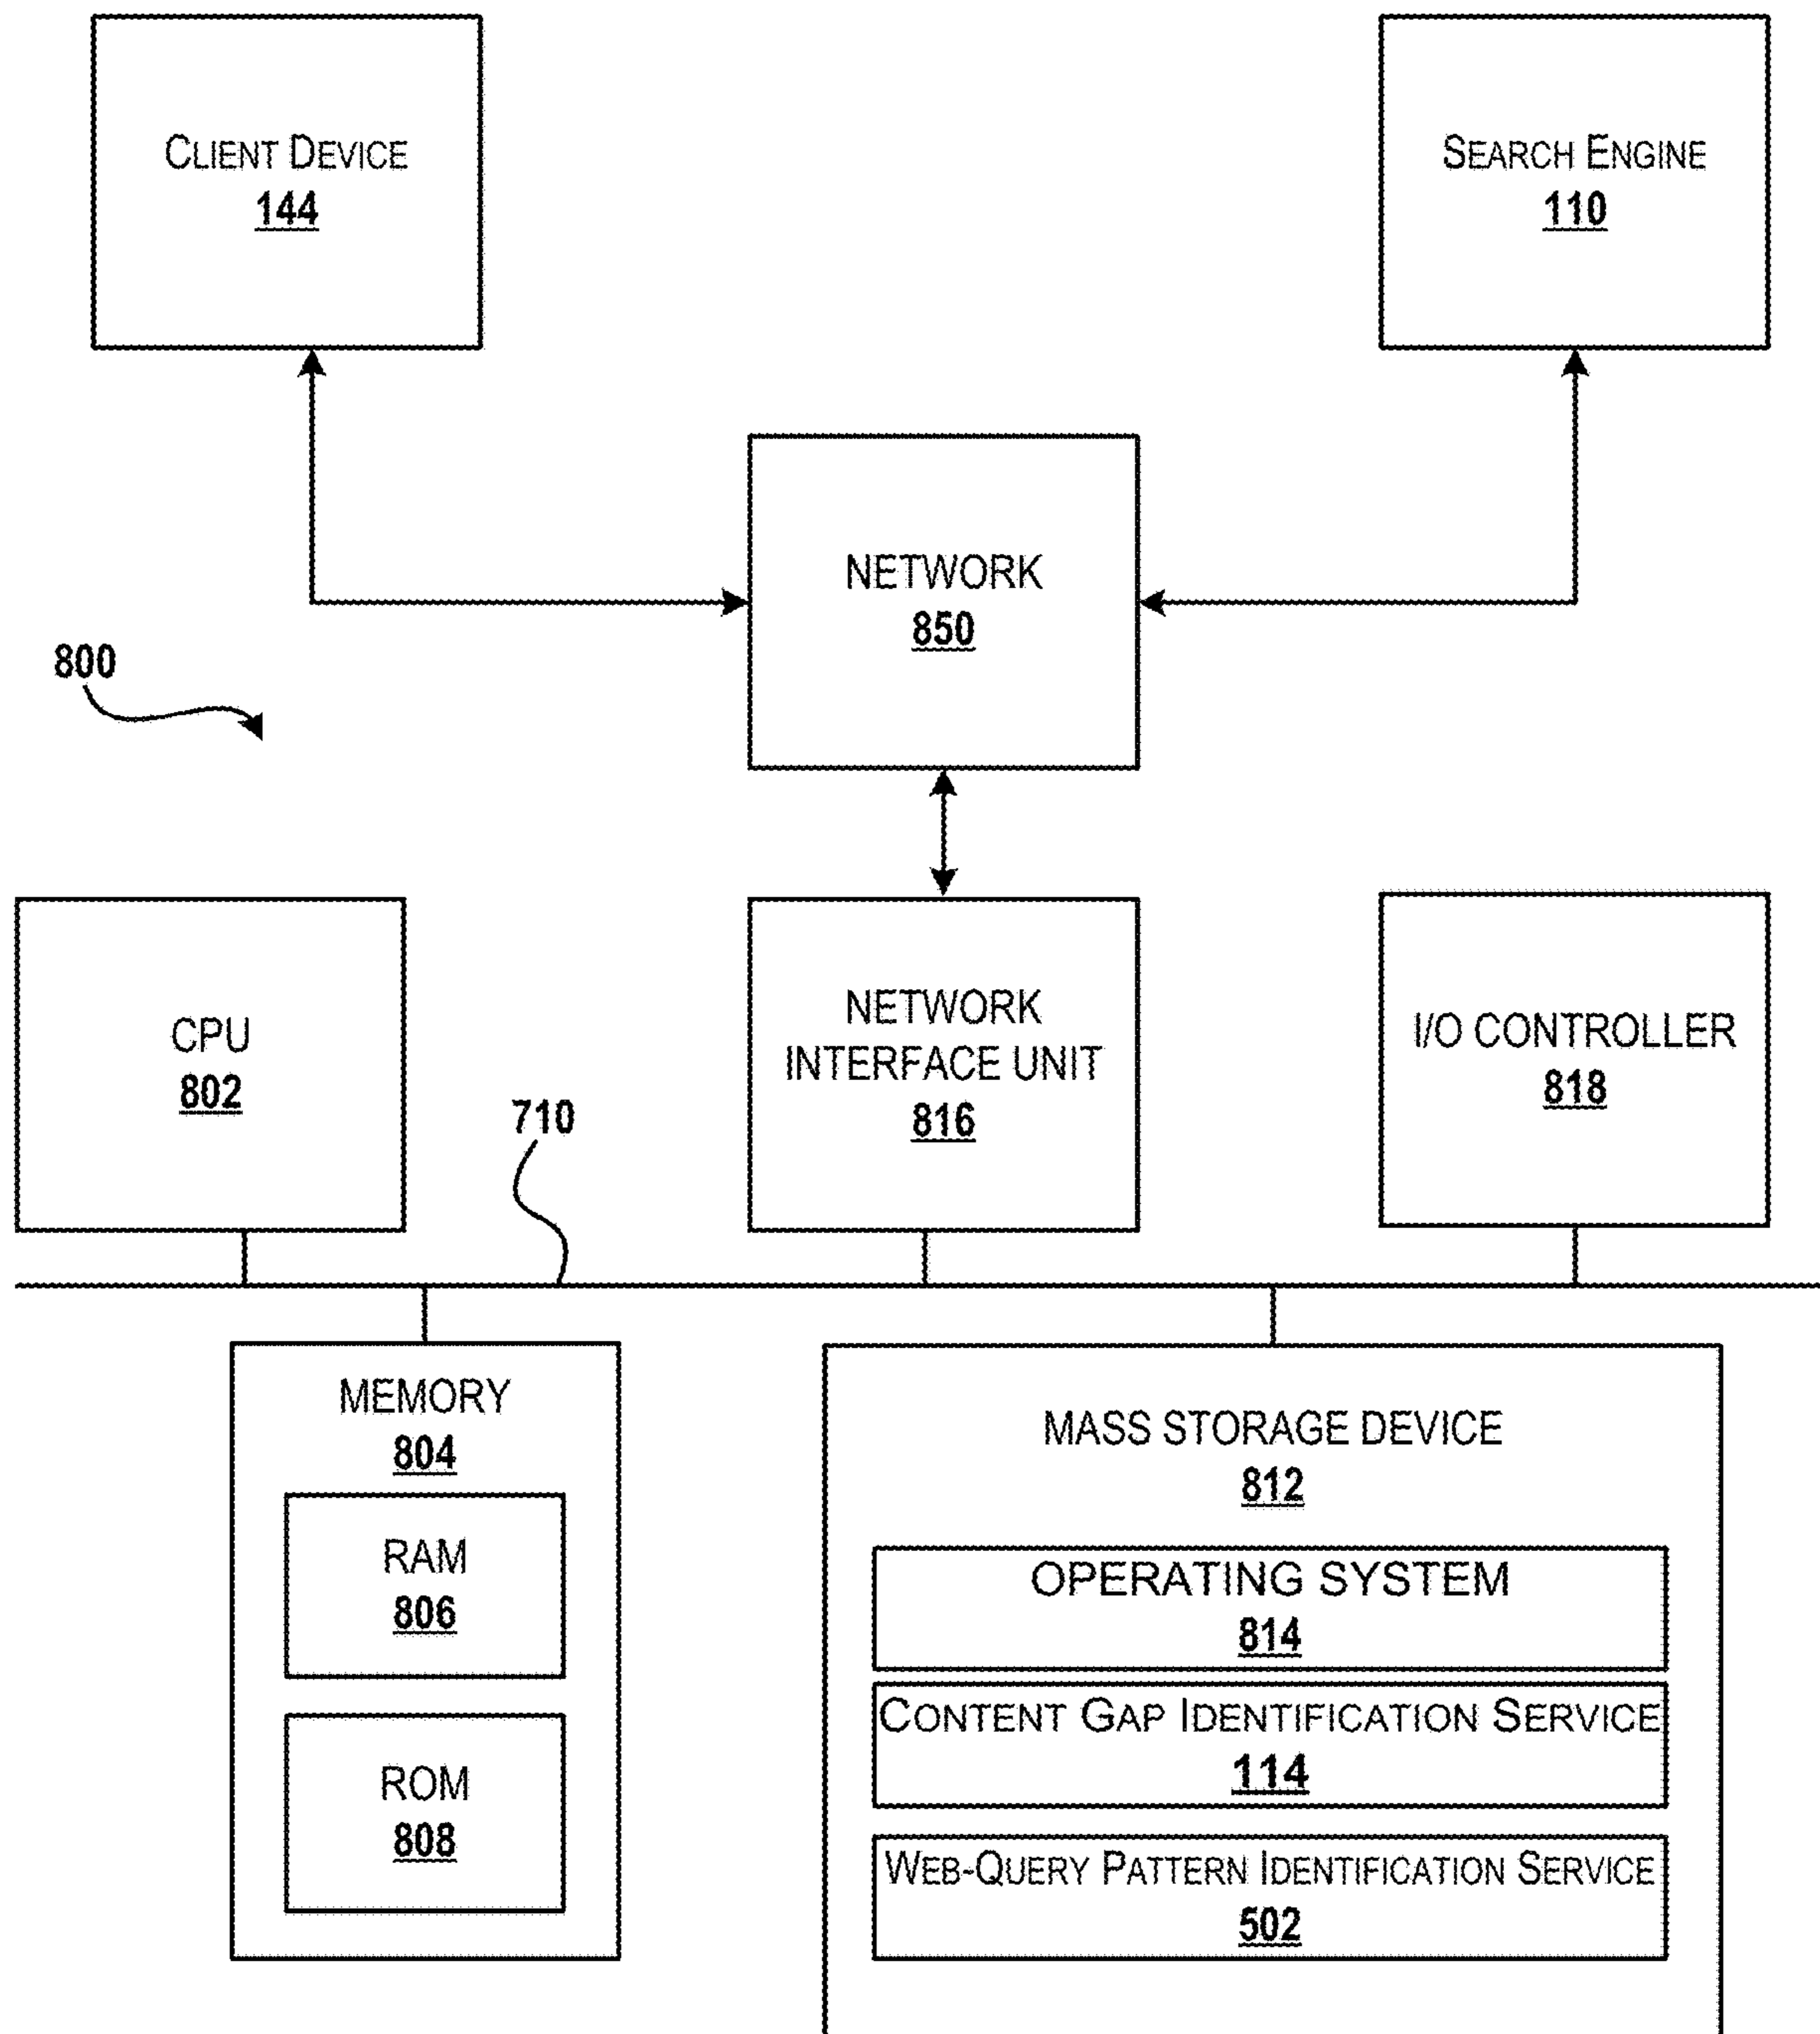 CLIENT DEVICE
144
SEARCH ENGINE
110
NETWORK
850
800
CPU
802
NETWORK
INTERFACE UNIT
816
I/O CONTROLLER
818
710
MEMORY
804
RAM
806
ROM
808
MASS STORAGE DEVICE
812
OPERATING SYSTEM
814
CONTENT GAP IDENTIFICATION SERVICE
114
WEB-QUERY PATTERN IDENTIFICATION SERVICE
502